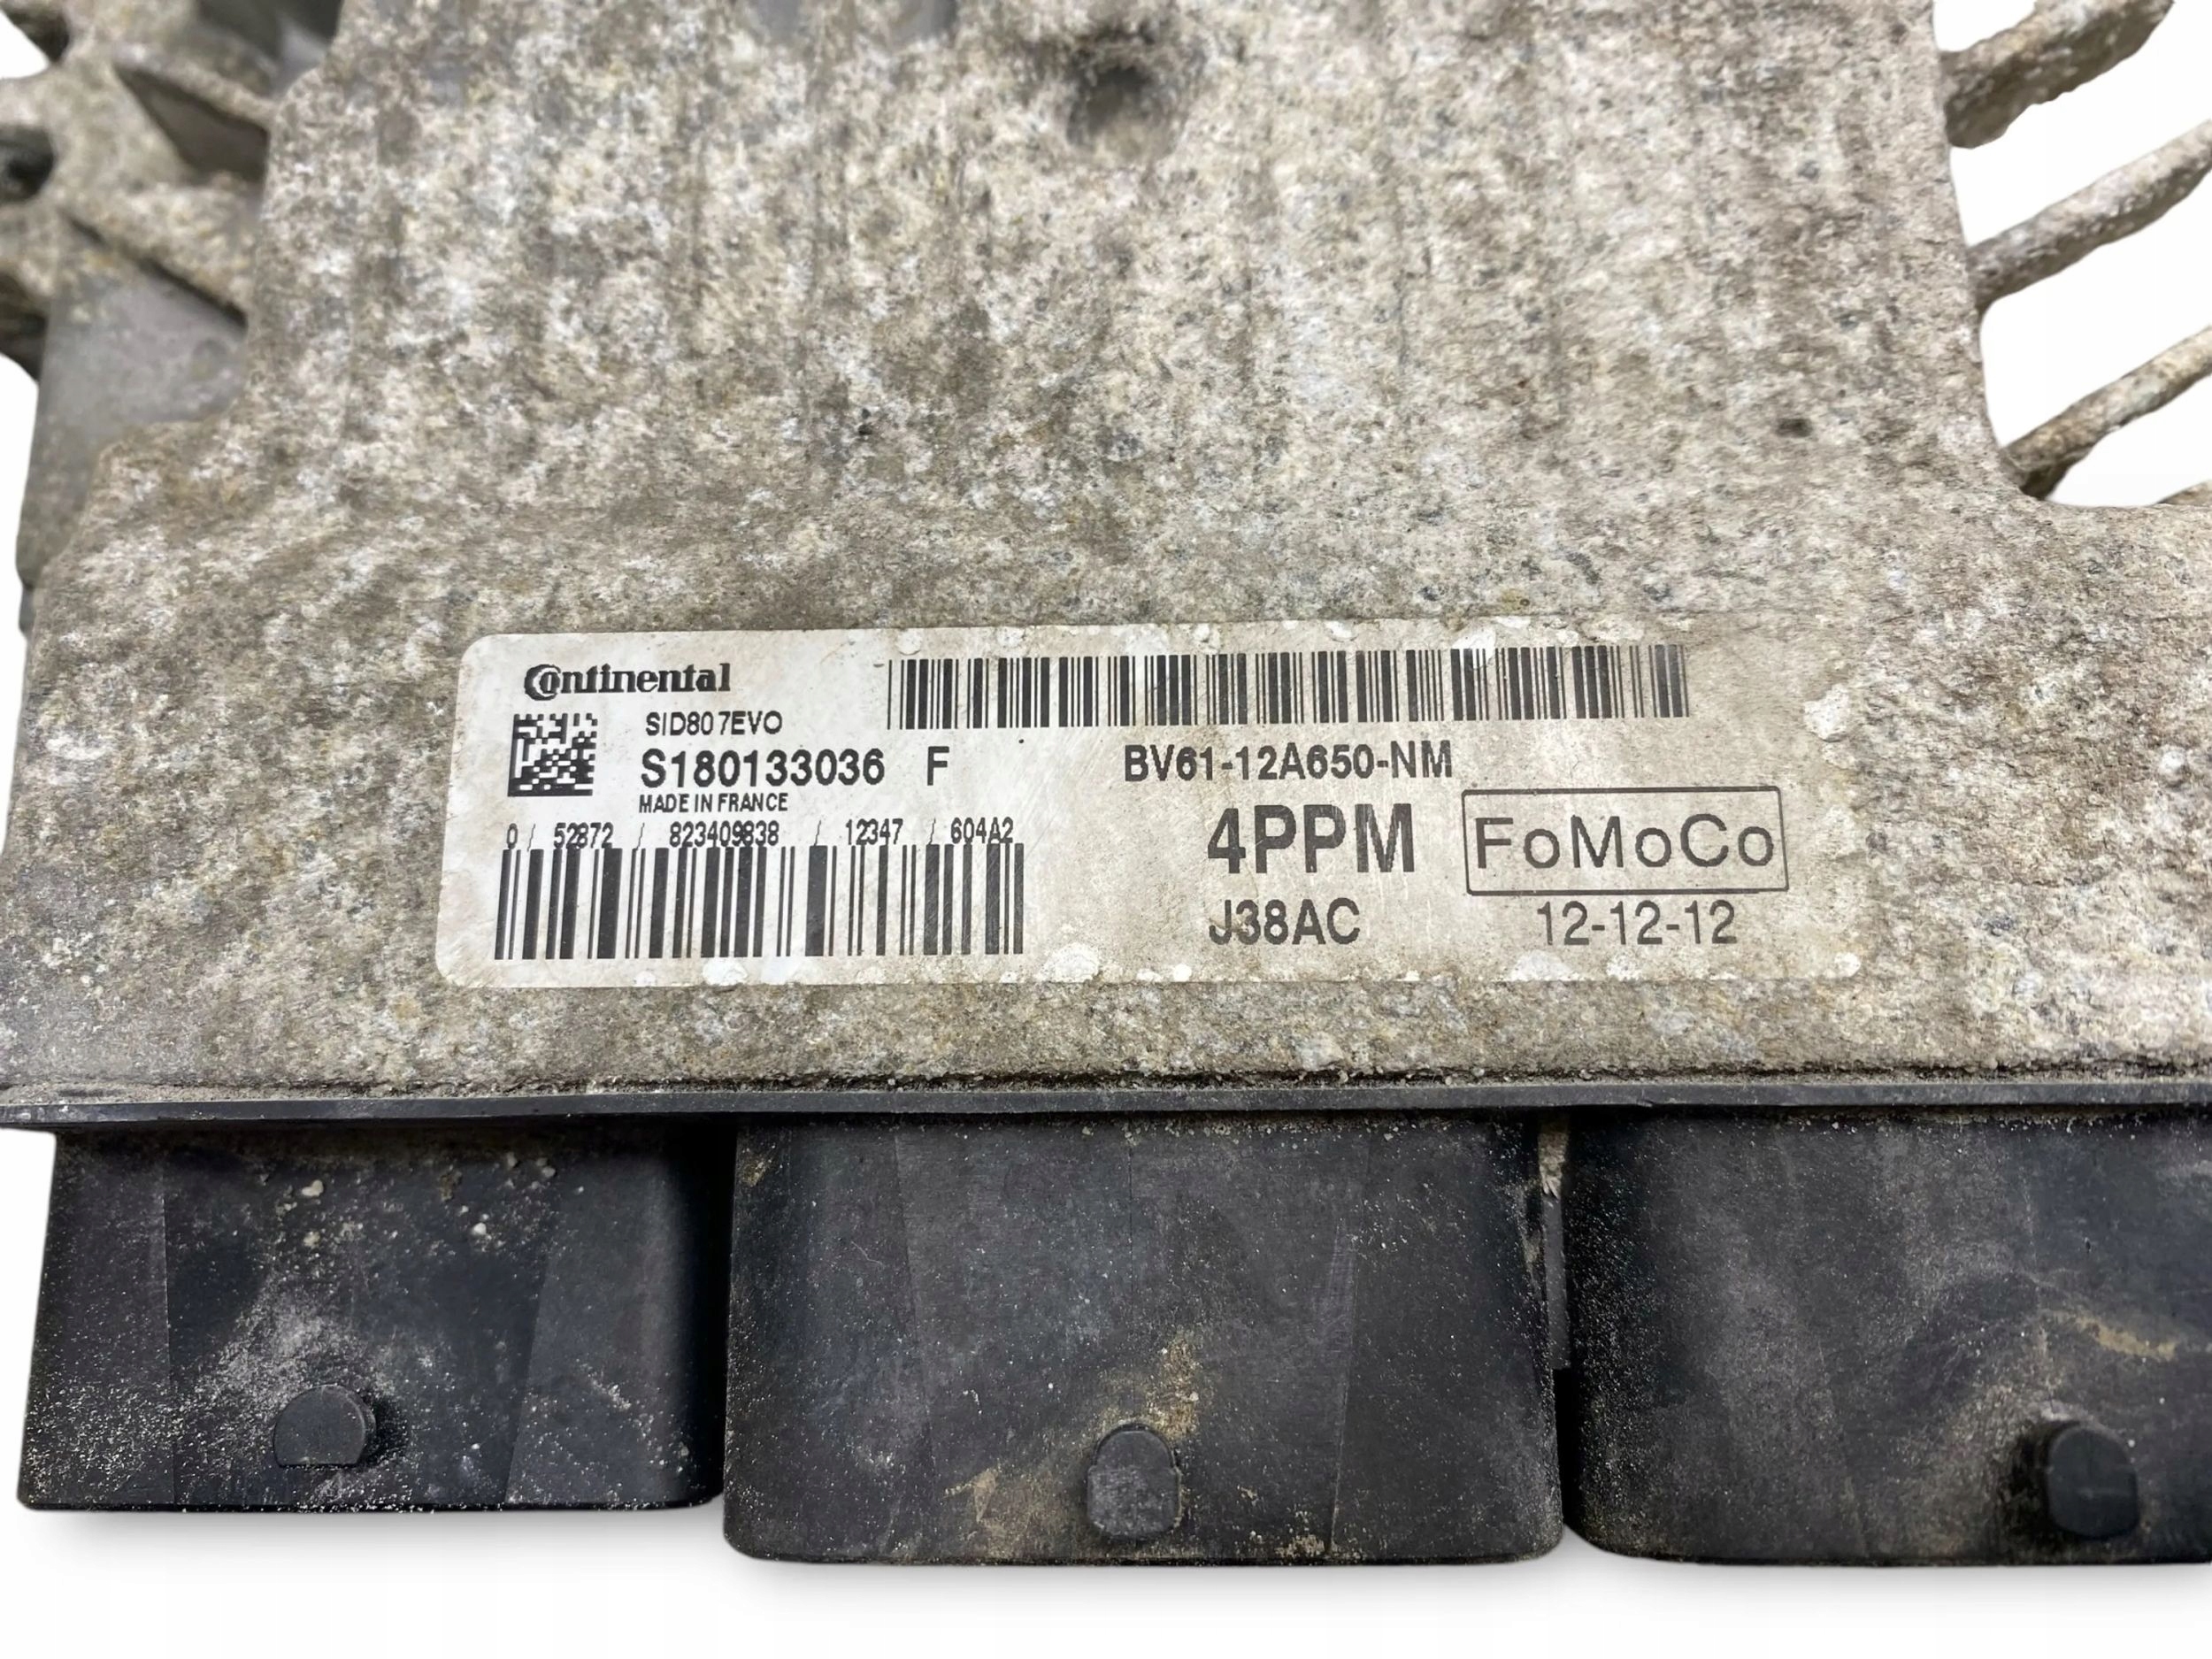 Continental
SID807EVO
S180133036 F
MADE IN FRANCE
0 / 52872 / 823409838 / 12347 / 604A2
BV61-12A650-NM
4PPM
FoMoCo
J38AC
12-12-12